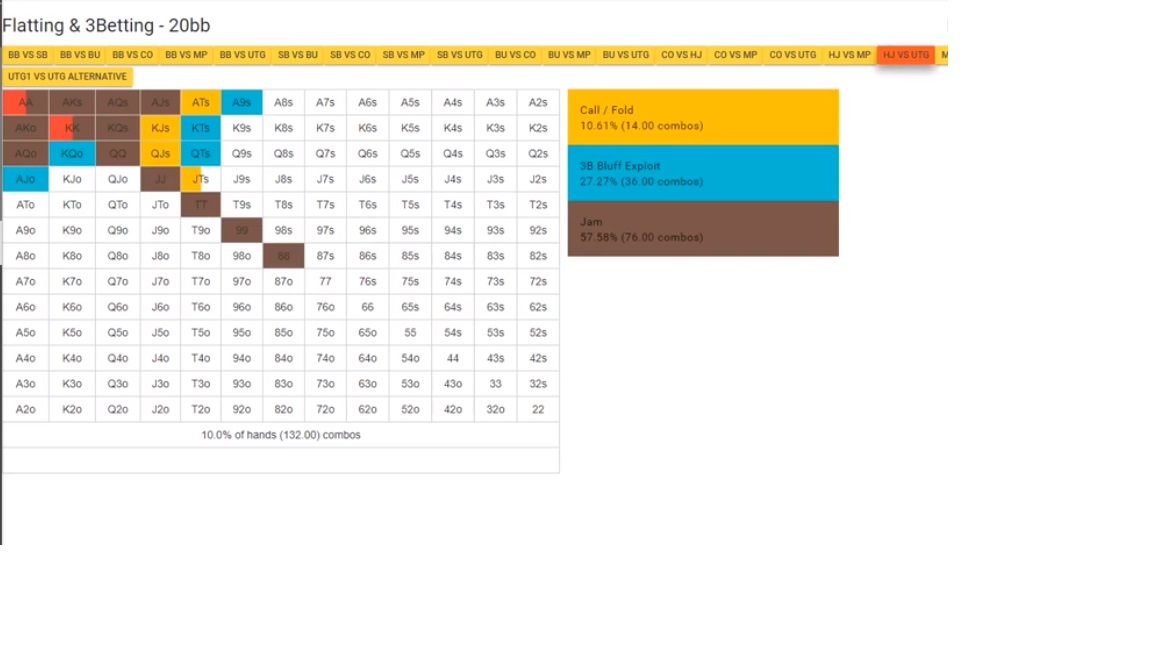 Flatting & 3Betting - 20bb
BB VS SB BB VS BU BB VS CO BB VS MP BB VS UTG SB VS BU SB VS CO SB VS MP SB VS UTG BU VS CO BU VS MP BU VS UTG CO VS HJ CO VS MP CO VS UTG HJ VS MP HJ VS UTG M
UTG1 VS UTG ALTERNATIVE
AA AKs AQs AJs ATs A9s A8s A7s A6s A5s A4s A3s A2s
AKo KK KQs KJs KTs K9s K8s K7s K6s K5s K4s K3s K2s
AQo KQo QQ QJs QTs Q9s Q8s Q7s Q6s Q5s Q4s Q3s Q2s
AJo KJo QJo JJ JTs J9s J8s J7s J6s J5s J4s J3s J2s
ATo KTo QTo JTo TT T9s T8s T7s T6s T5s T4s T3s T2s
A9o K9o Q9o J9o T9o 99 98s 97s 96s 95s 94s 93s 92s
A8o K8o Q8o J8o T8o 98o 88 87s 86s 85s 84s 83s 82s
A7o K7o Q7o J7o T7o 97o 87o 77 76s 75s 74s 73s 72s
A6o K6o Q6o J6o T6o 96o 86o 76o 66 65s 64s 63s 62s
A5o K5o Q5o J5o T5o 95o 85o 75o 65o 55 54s 53s 52s
A4o K4o Q4o J4o T4o 94o 84o 74o 64o 54o 44 43s 42s
A3o K3o Q3o J3o T3o 93o 83o 73o 63o 53o 43o 33 32s
A2o K2o Q2o J2o T2o 92o 82o 72o 62o 52o 42o 32o 22
10.0% of hands (132.00) combos
Call / Fold
10.61% (14.00 combos)
3B Bluff Exploit
27.27% (36.00 combos)
Jam
57.58% (76.00 combos)